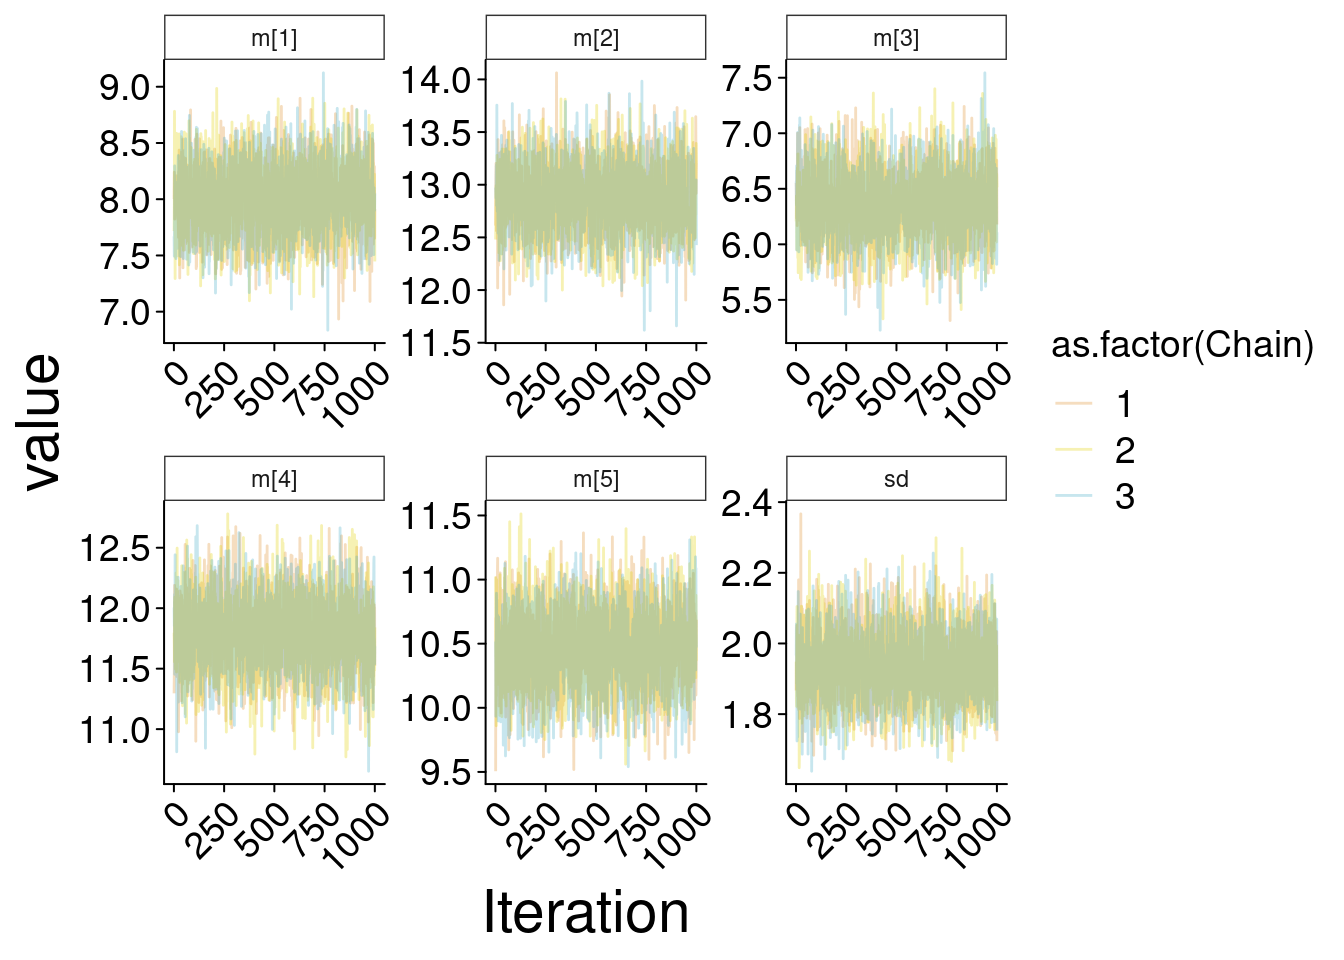 m[1] m[2] m[3]
9.0 8.5 8.0 7.5 7.0
14.0 13.5 13.0 12.5 12.0 11.5
7.5 7.0 6.5 6.0 5.5
0 250 500 750 1000
0 250 500 750 1000
0 250 500 750 1000
m[4] m[5] sd
12.5 12.0 11.5 11.0
11.5 11.0 10.5 10.0 9.5
2.4 2.2 2.0 1.8
0 250 500 750 1000
0 250 500 750 1000
0 250 500 750 1000
value
Iteration
as.factor(Chain)
1
2
3